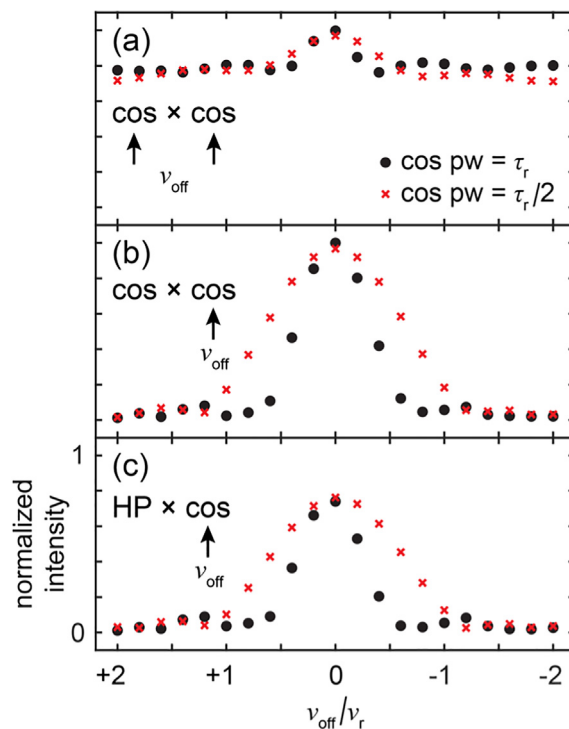 (a)
cos × cos
ν_off
● cos pw = τ_r
× cos pw = τ_r/2
(b)
cos × cos
ν_off
(c)
HP × cos
ν_off
normalized
intensity
1
0
+2 +1 0 -1 -2
ν_off/ν_r